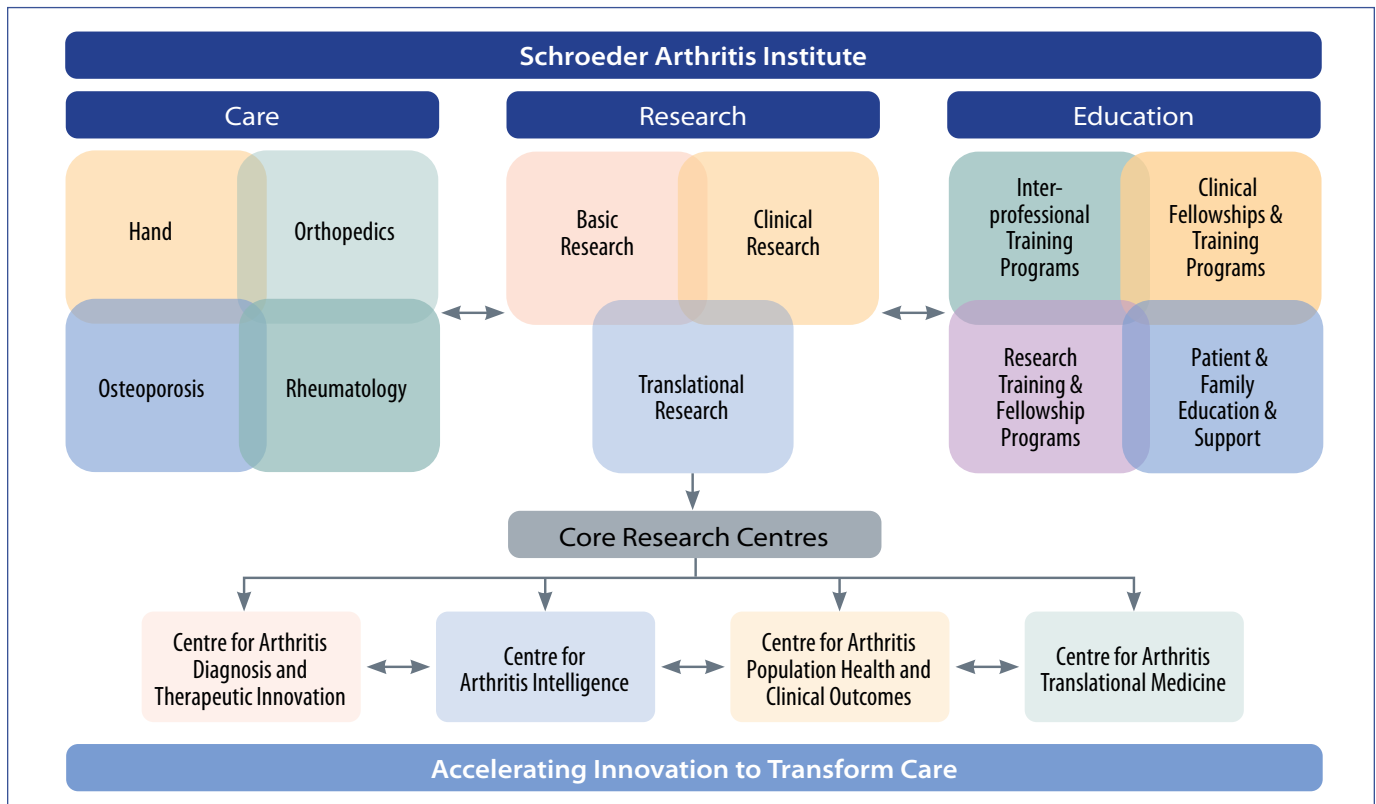 Schroeder Arthritis Institute
Care
Research
Education
Hand
Orthopedics
Osteoporosis
Rheumatology
Basic
Research
Clinical
Research
Translational
Research
Inter-
professional
Training
Programs
Clinical
Fellowships &
Training
Programs
Research
Training &
Fellowship
Programs
Patient &
Family
Education &
Support
Core Research Centres
Centre for Arthritis
Diagnosis and
Therapeutic Innovation
Centre for
Arthritis Intelligence
Centre for Arthritis
Population Health and
Clinical Outcomes
Centre for Arthritis
Translational Medicine
Accelerating Innovation to Transform Care